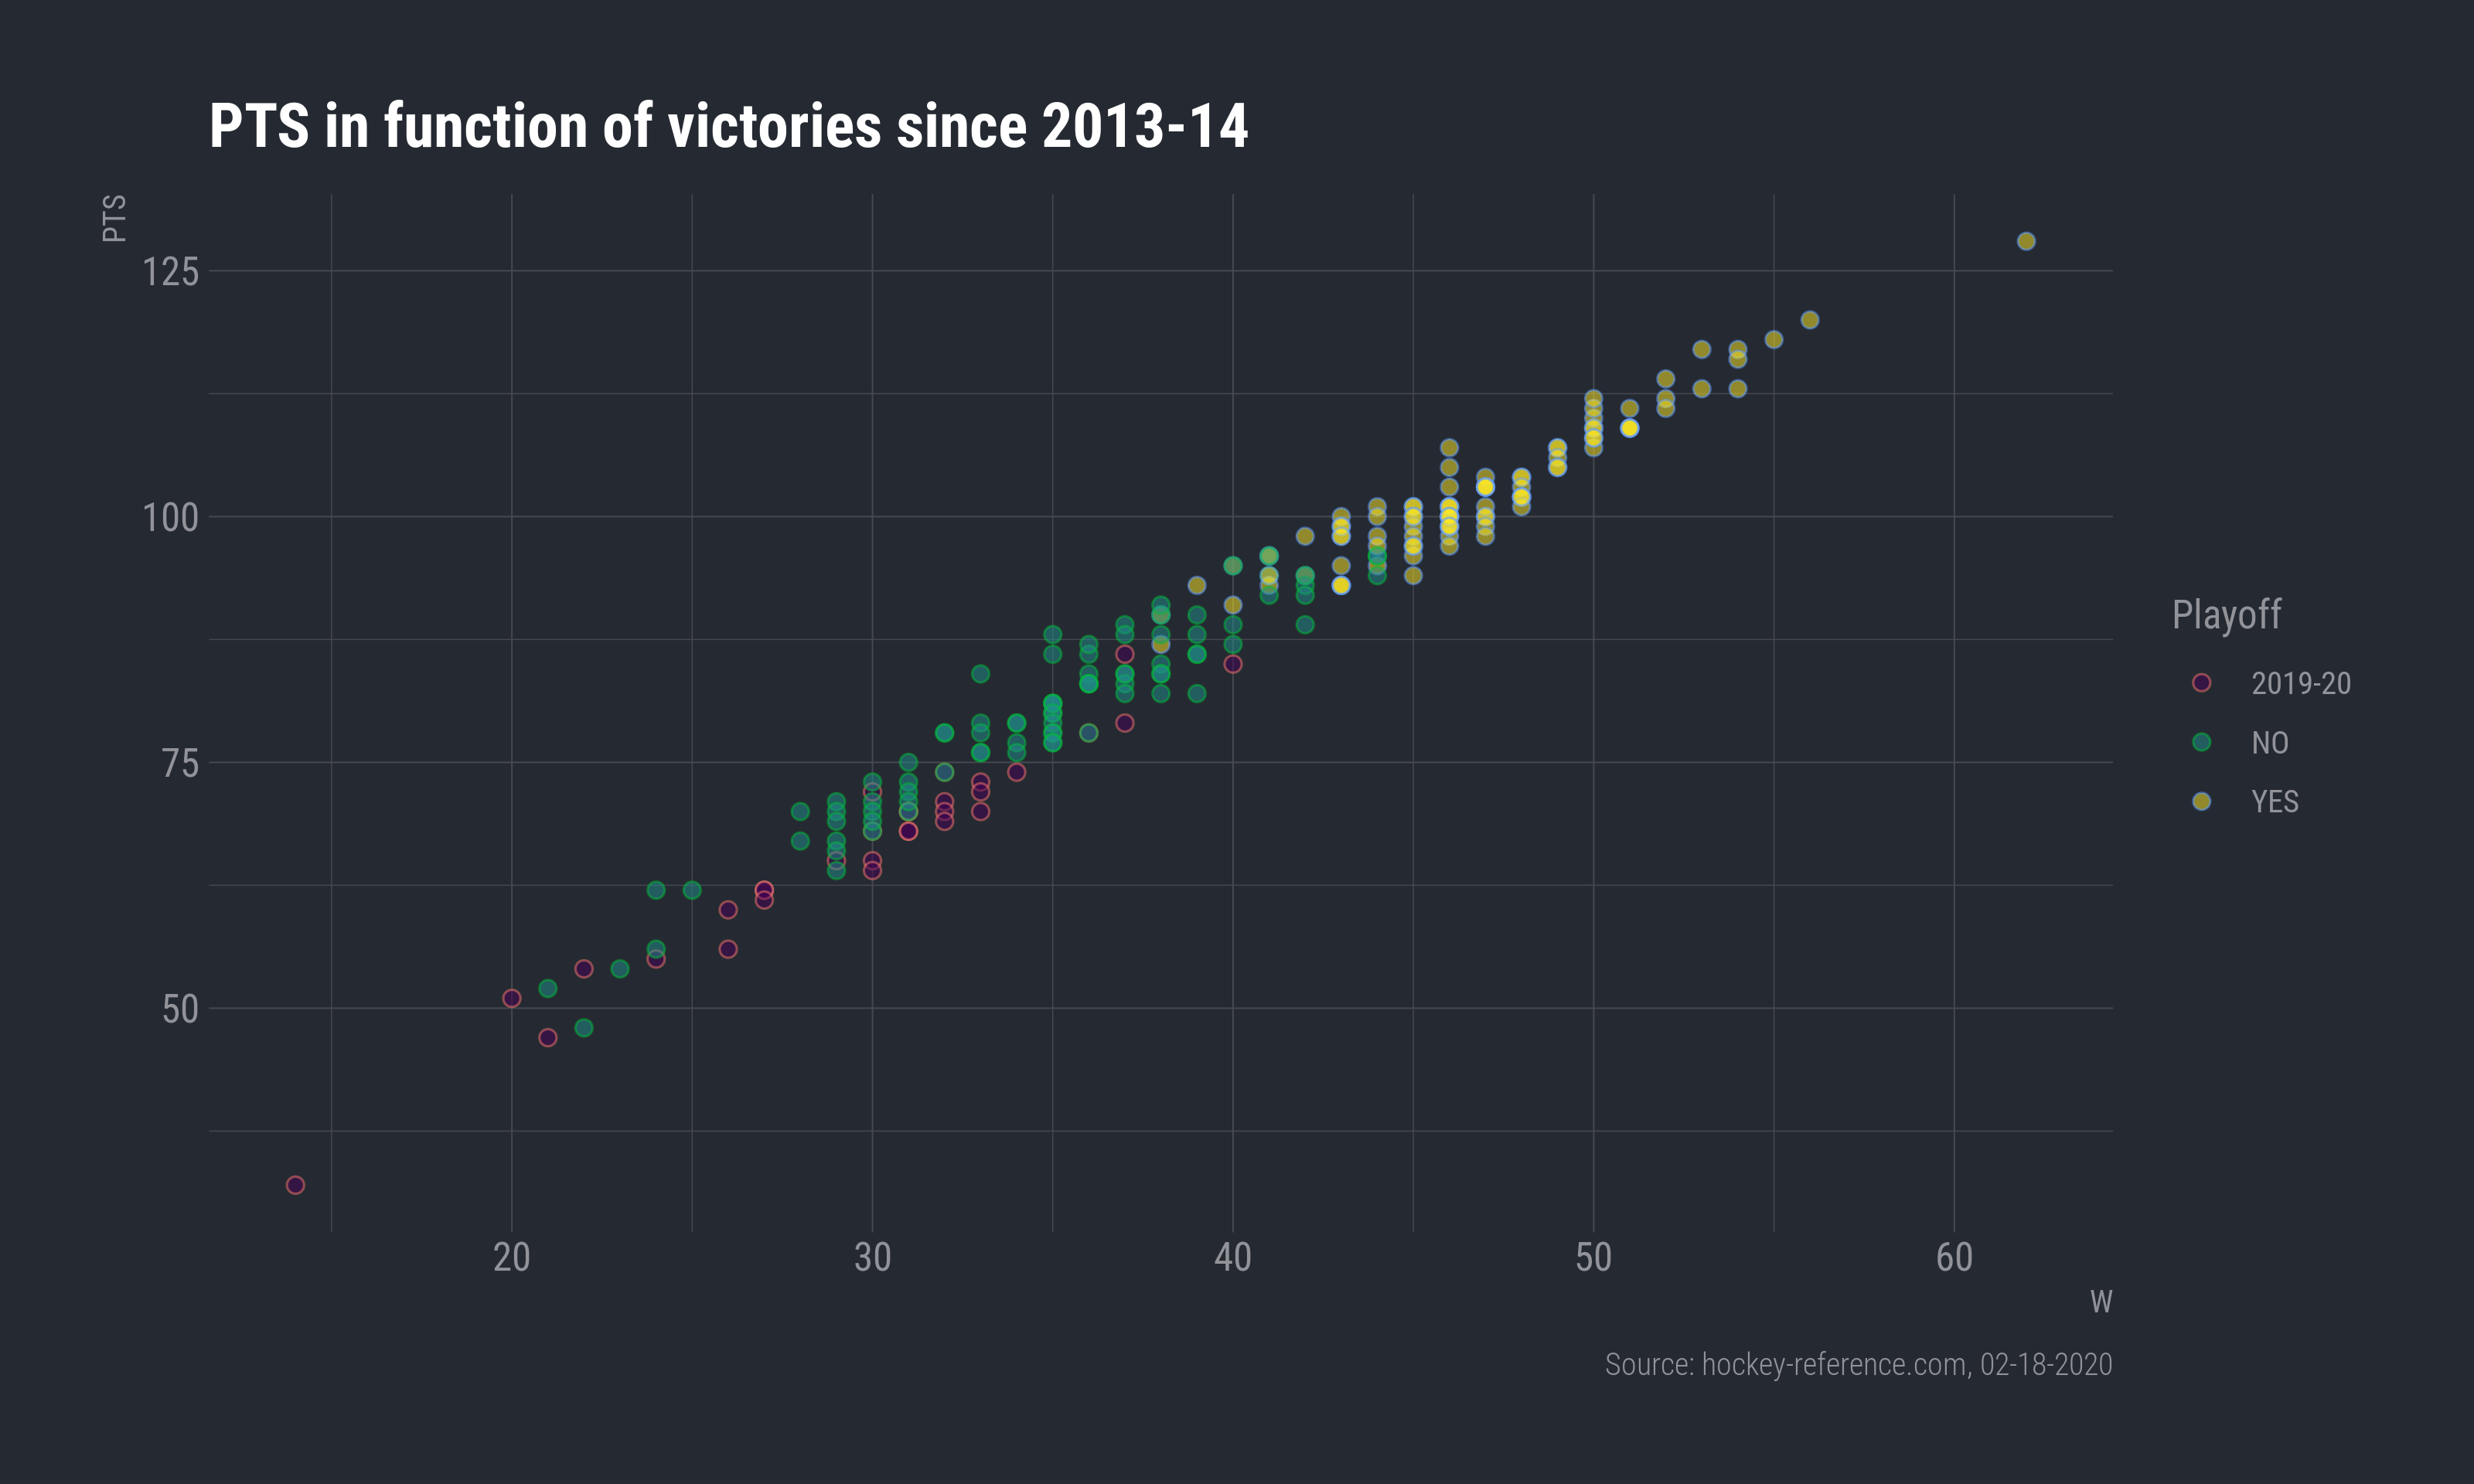 PTS in function of victories since 2013-14
PTS
125
100
75
50
20
30
40
50
60
W
Playoff
2019-20
NO
YES
Source: hockey-reference.com, 02-18-2020